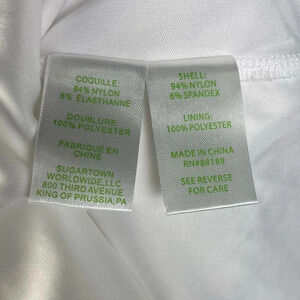 COQUILLE:
94% NYLON
6% ELASTHANNE
DOUBLURE:
100% POLYESTER
FABRIQUÉ EN
CHINE
SUGARTOWN
WORLDWIDE,LLC
800 THIRD AVENUE
KING OF PRUSSIA,PA
SHELL:
94% NYLON
6% SPANDEX
LINING:
100% POLYESTER
MADE IN CHINA
RN#88189
SEE REVERSE
FOR CARE